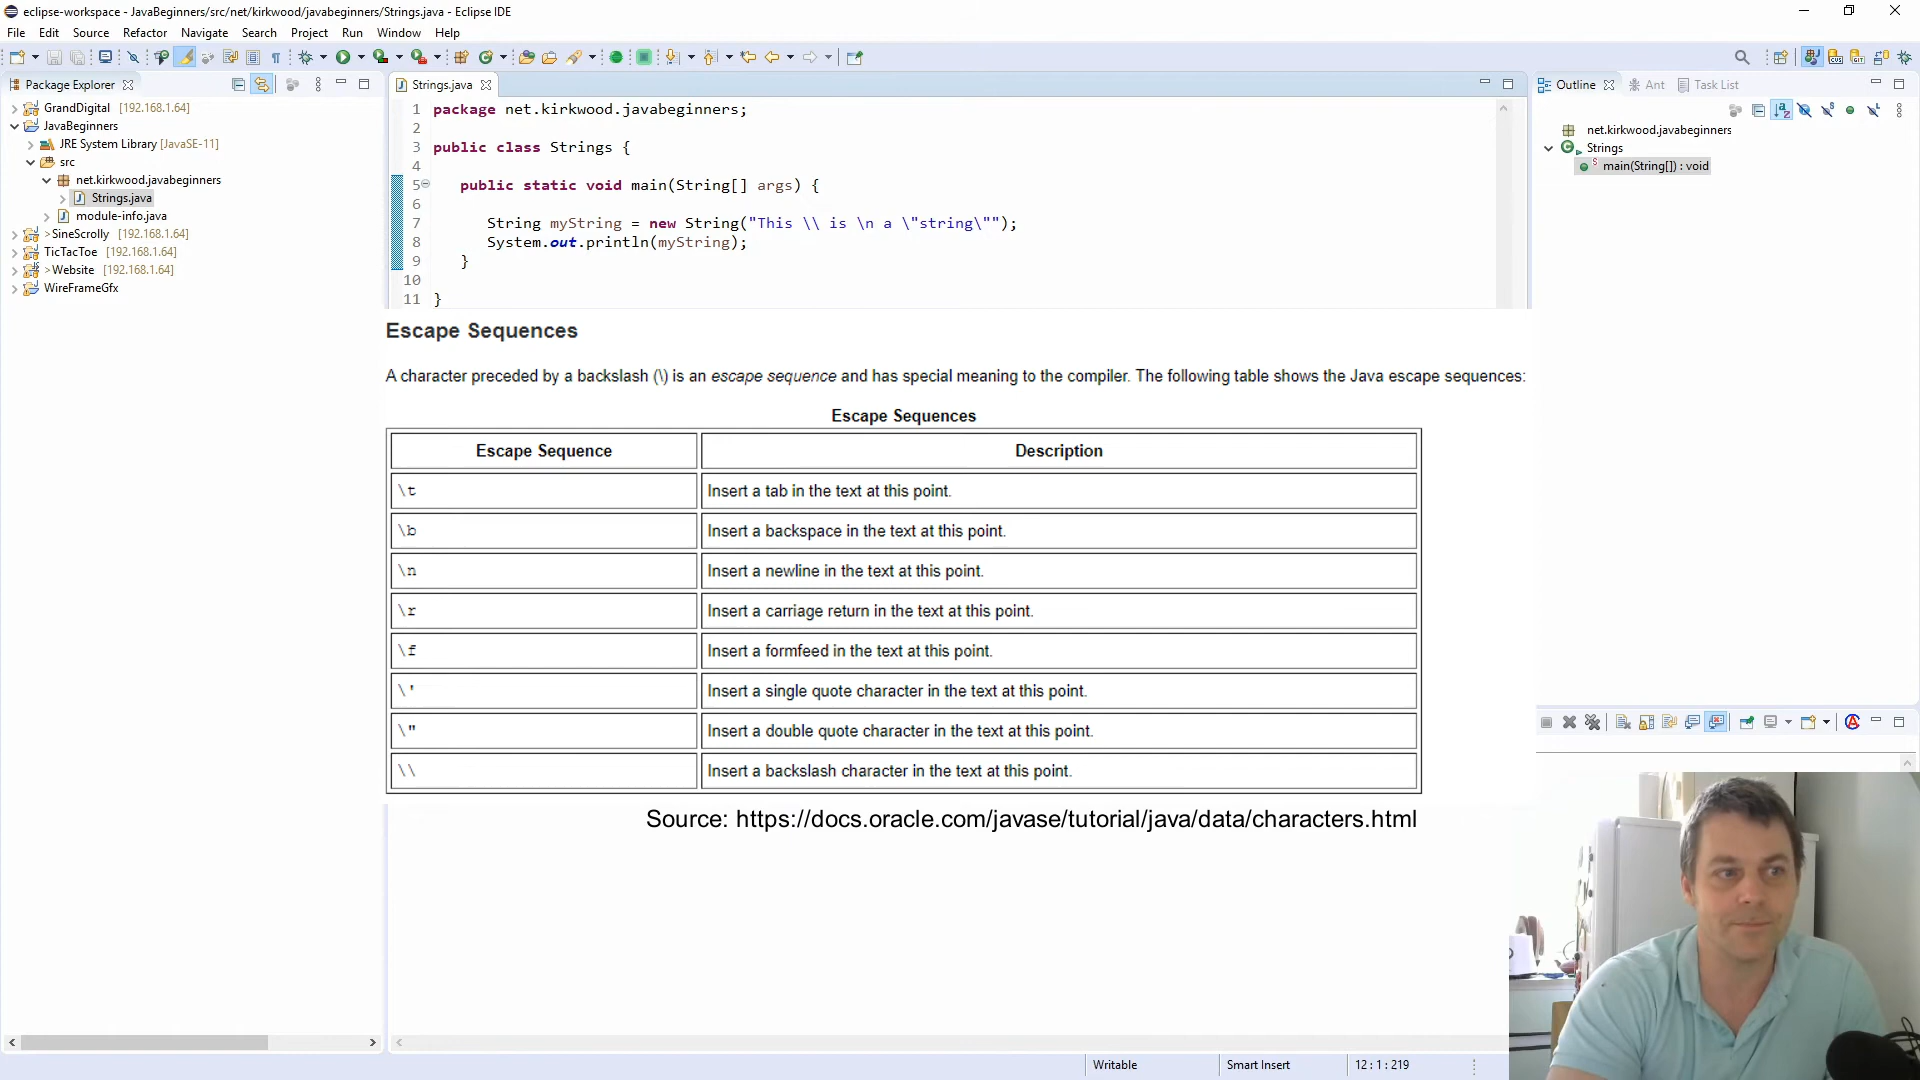 eclipse-workspace - JavaBeginners/src/net/kirkwood/javabeginners/Strings.java - Eclipse IDE
File Edit Source Refactor Navigate Search Project Run Window Help
Package Explorer
GrandDigital [192.168.1.64]
JavaBeginners
JRE System Library [JavaSE-11]
src
net.kirkwood.javabeginners
Strings.java
module-info.java
>SineScrolly [192.168.1.64]
TicTacToe [192.168.1.64]
>Website [192.168.1.64]
WireFrameGfx
Strings.java
1 package net.kirkwood.javabeginners;
2
3 public class Strings {
4
5 public static void main(String[] args) {
6
7 String myString = new String("This \\ is \n a \"string\"");
8 System.out.println(myString);
9 }
10
11 }
Escape Sequences
A character preceded by a backslash (\) is an escape sequence and has special meaning to the compiler. The following table shows the Java escape sequences:
Escape Sequences
Escape Sequence Description
\t Insert a tab in the text at this point.
\b Insert a backspace in the text at this point.
\n Insert a newline in the text at this point.
\r Insert a carriage return in the text at this point.
\f Insert a formfeed in the text at this point.
\' Insert a single quote character in the text at this point.
\" Insert a double quote character in the text at this point.
\\ Insert a backslash character in the text at this point.
Source: https://docs.oracle.com/javase/tutorial/java/data/characters.html
Outline Ant Task List
net.kirkwood.javabeginners
Strings
main(String[]) : void
Writable Smart Insert 12 : 1 : 219